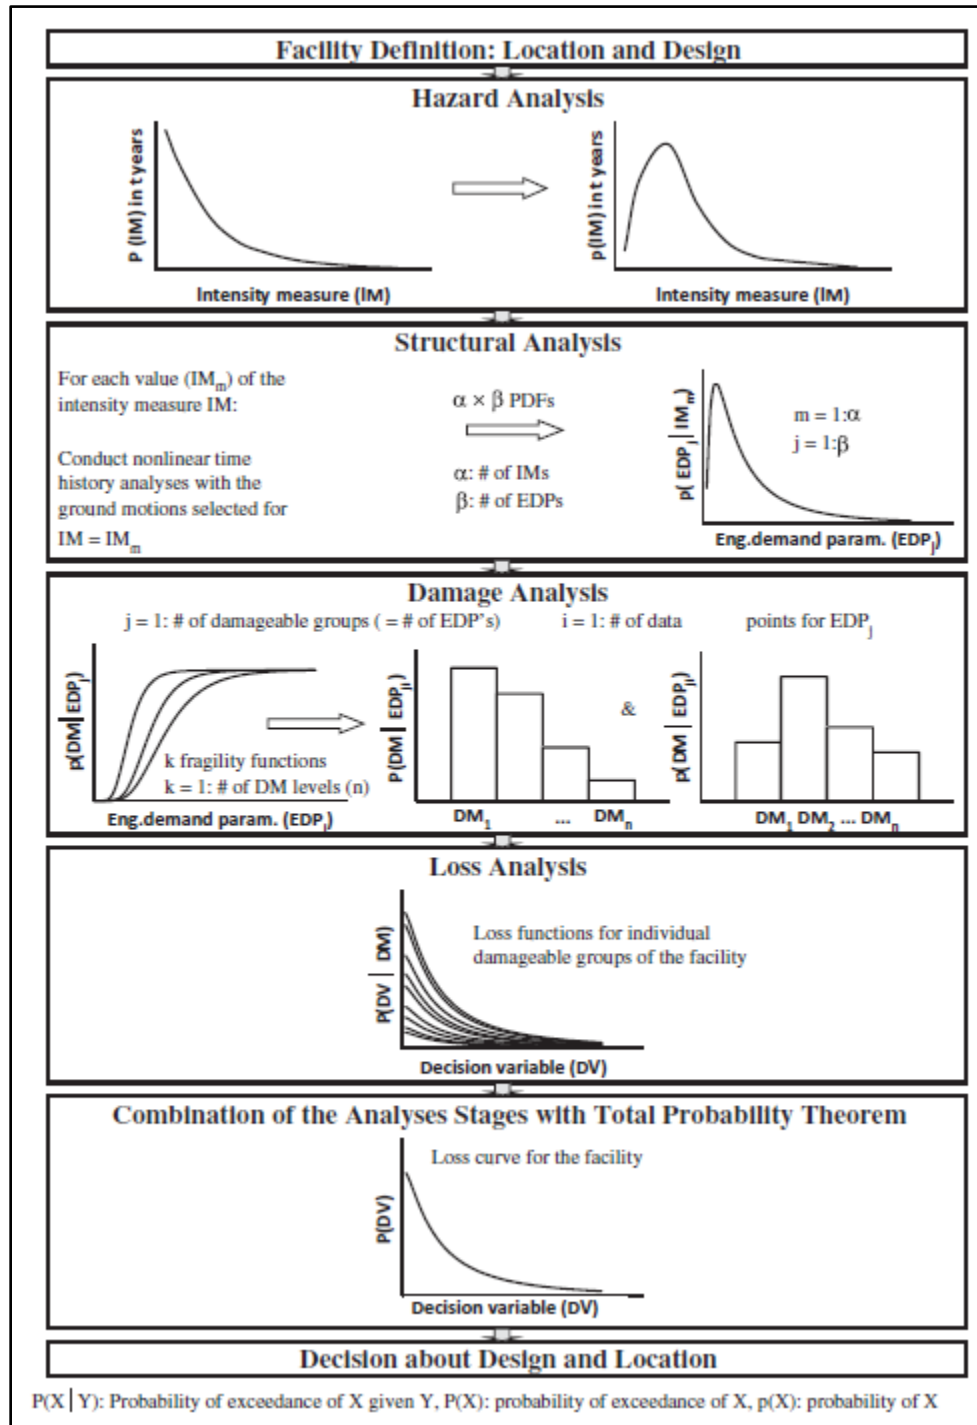 Facility Definition: Location and Design
Hazard Analysis
P (IM) in t years
Intensity measure (IM)
p(IM) in t years
Intensity measure (IM)
Structural Analysis
For each value (IMm) of the
intensity measure IM:
Conduct nonlinear time
history analyses with the
ground motions selected for
IM = IMm
α × β PDFs
α: # of IMs
β: # of EDPs
p( EDPj | IMm)
m = 1:α
j = 1:β
Eng.demand param. (EDPj)
Damage Analysis
j = 1: # of damageable groups ( = # of EDP's)
i = 1: # of data
points for EDPj
p(DM | EDPj)
k fragility functions
k = 1: # of DM levels (n)
Eng.demand param. (EDPj)
P(DM | EDPji)
DM1 ... DMn
&
p( DM | EDPji)
DM1 DM2 ... DMn
Loss Analysis
P(DV | DM)
Loss functions for individual
damageable groups of the facility
Decision variable (DV)
Combination of the Analyses Stages with Total Probability Theorem
Loss curve for the facility
P(DV)
Decision variable (DV)
Decision about Design and Location
P(X | Y): Probability of exceedance of X given Y, P(X): probability of exceedance of X, p(X): probability of X